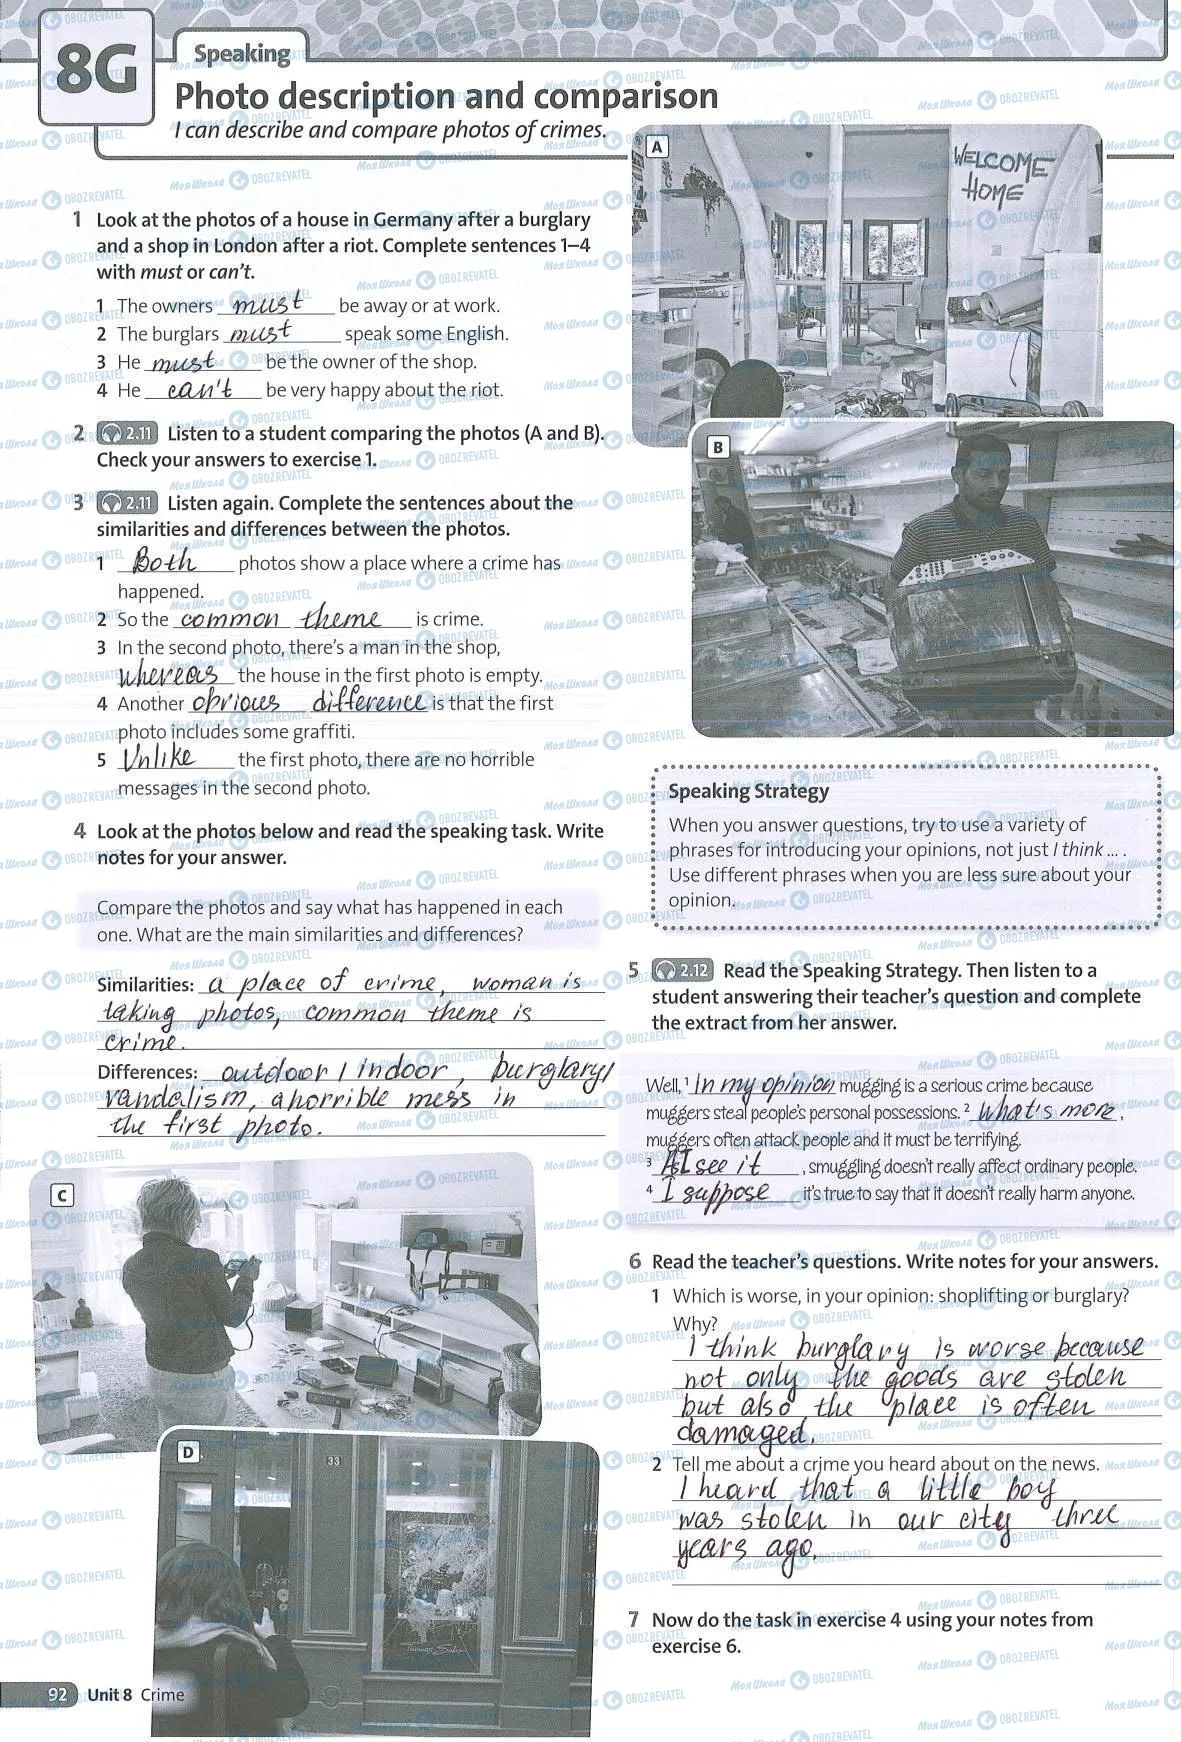 8G
Speaking
Photo description and comparison
I can describe and compare photos of crimes.
1 Look at the photos of a house in Germany after a burglary
and a shop in London after a riot. Complete sentences 1–4
with must or can't.
1 The owners must be away or at work.
2 The burglars must speak some English.
3 He must be the owner of the shop.
4 He can't be very happy about the riot.
2 2.11 Listen to a student comparing the photos (A and B).
Check your answers to exercise 1.
3 2.11 Listen again. Complete the sentences about the
similarities and differences between the photos.
1 Both photos show a place where a crime has
happened.
2 So the common theme is crime.
3 In the second photo, there's a man in the shop,
whereas the house in the first photo is empty.
4 Another obvious difference is that the first
photo includes some graffiti.
5 Unlike the first photo, there are no horrible
messages in the second photo.
4 Look at the photos below and read the speaking task. Write
notes for your answer.
Compare the photos and say what has happened in each
one. What are the main similarities and differences?
Similarities: a place of crime, woman is
taking photos, common theme is
crime.
Differences: outdoor / indoor, burglary/
vandalism, a horrible mess in
the first photo.
C
D
33
Thomas Sabo
A
WELCOME
HOME
B
Speaking Strategy
When you answer questions, try to use a variety of
phrases for introducing your opinions, not just I think ... .
Use different phrases when you are less sure about your
opinion.
5 2.12 Read the Speaking Strategy. Then listen to a
student answering their teacher's question and complete
the extract from her answer.
Well, 1 in my opinion mugging is a serious crime because
muggers steal people's personal possessions. 2 What's more,
muggers often attack people and it must be terrifying.
3 As I see it, smuggling doesn't really affect ordinary people.
4 I suppose it's true to say that it doesn't really harm anyone.
6 Read the teacher's questions. Write notes for your answers.
1 Which is worse, in your opinion: shoplifting or burglary?
Why?
I think burglary is worse because
not only the goods are stolen
but also the place is often
damaged.
2 Tell me about a crime you heard about on the news.
I heard that a little boy
was stolen in our city three
years ago.
7 Now do the task in exercise 4 using your notes from
exercise 6.
92 Unit 8 Crime
Моя Школа OBOZREVATEL